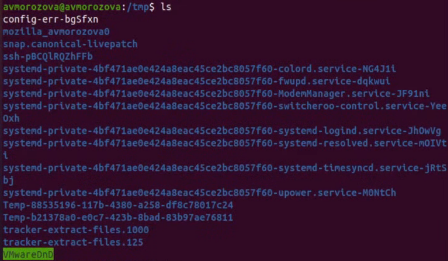 avmorozova@avmorozova:/tmp$ ls
config-err-bgSfxn
mozilla_avmorozova0
snap.canonical-livepatch
ssh-pBCQlRQZhFFb
systemd-private-4bf471ae0e424a8eac45ce2bc8057f60-colord.service-NG4J1i
systemd-private-4bf471ae0e424a8eac45ce2bc8057f60-fwupd.service-dqkwui
systemd-private-4bf471ae0e424a8eac45ce2bc8057f60-ModemManager.service-JF91ni
systemd-private-4bf471ae0e424a8eac45ce2bc8057f60-switcheroo-control.service-Yee
Oxh
systemd-private-4bf471ae0e424a8eac45ce2bc8057f60-systemd-logind.service-JhOwVg
systemd-private-4bf471ae0e424a8eac45ce2bc8057f60-systemd-resolved.service-mOIVt
i
systemd-private-4bf471ae0e424a8eac45ce2bc8057f60-systemd-timesyncd.service-jRtS
bj
systemd-private-4bf471ae0e424a8eac45ce2bc8057f60-upower.service-M0NtCh
Temp-88535196-117b-4380-a258-df8c78017c24
Temp-b21378a0-e0c7-423b-8bad-83b97ae76811
tracker-extract-files.1000
tracker-extract-files.125
VMwareDnD